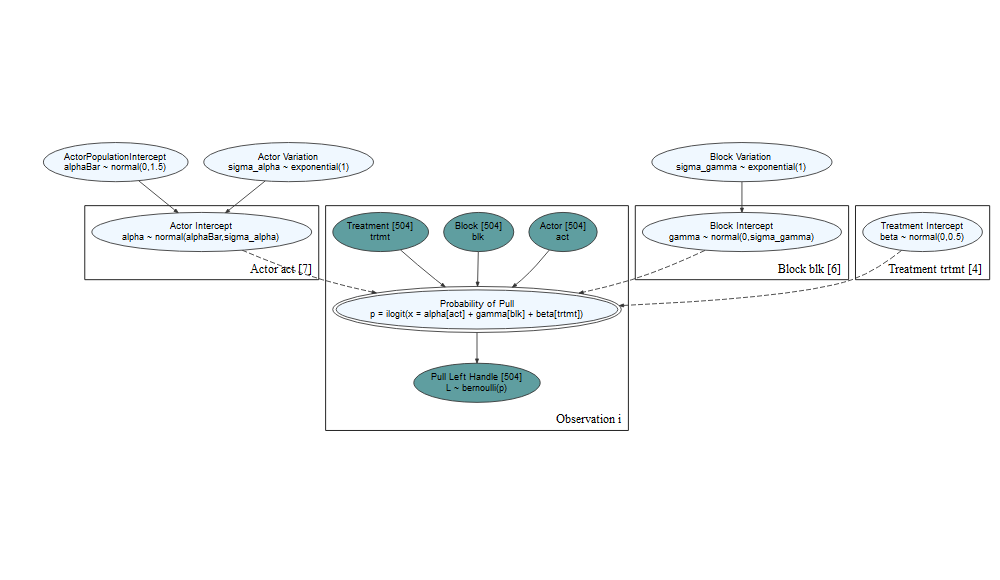 ActorPopulationIntercept
alphaBar ~ normal(0,1.5)
Actor Variation
sigma_alpha ~ exponential(1)
Block Variation
sigma_gamma ~ exponential(1)
Actor Intercept
alpha ~ normal(alphaBar,sigma_alpha)
Actor act [7]
Treatment [504]
trtmt
Block [504]
blk
Actor [504]
act
Block Intercept
gamma ~ normal(0,sigma_gamma)
Block blk [6]
Treatment Intercept
beta ~ normal(0,0.5)
Treatment trtmt [4]
Probability of Pull
p = ilogit(x = alpha[act] + gamma[blk] + beta[trtmt])
Pull Left Handle [504]
L ~ bernoulli(p)
Observation i